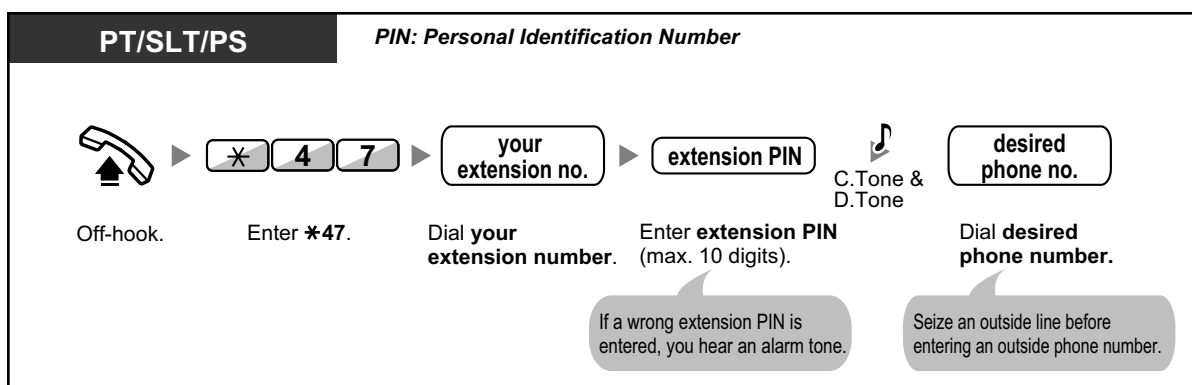 PT/SLT/PS
PIN: Personal Identification Number
✳ 4 7
your
extension no.
extension PIN
C.Tone &
D.Tone
desired
phone no.
Off-hook.
Enter ✳47.
Dial your
extension number.
Enter extension PIN
(max. 10 digits).
Dial desired
phone number.
If a wrong extension PIN is
entered, you hear an alarm tone.
Seize an outside line before
entering an outside phone number.